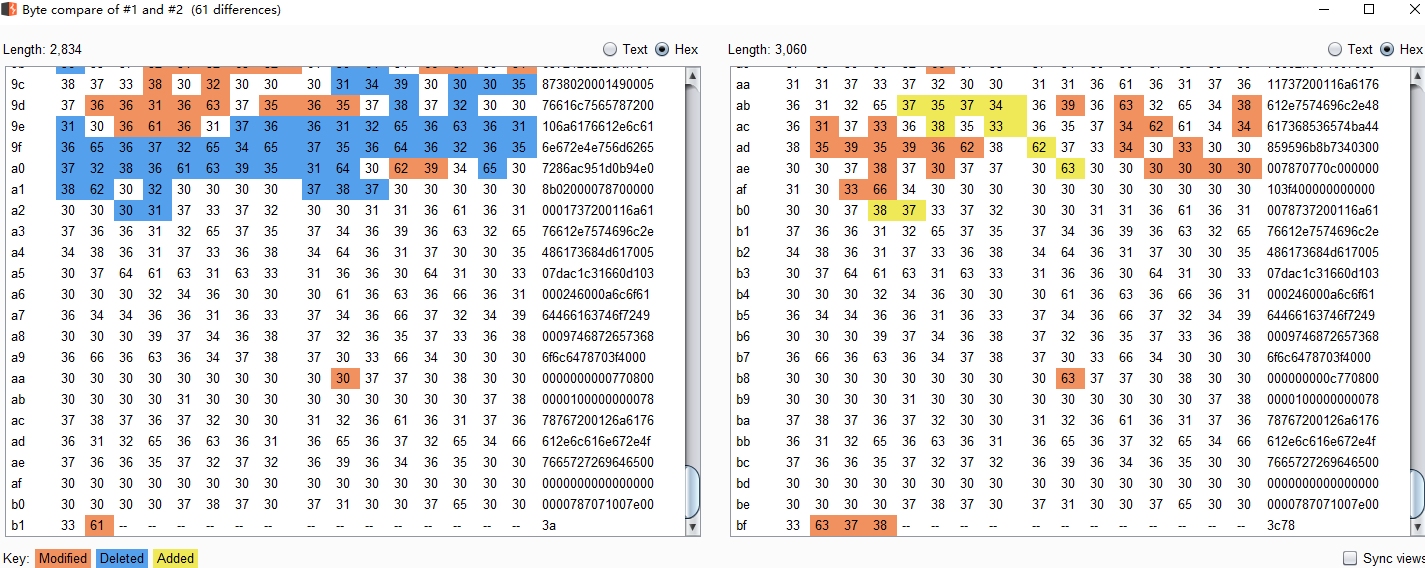 Byte compare of #1 and #2 (61 differences)
Length: 2,834 Text Hex
9c 38 37 33 38 30 32 30 30 30 31 34 39 30 30 30 35 8738020001490005
9d 37 36 36 31 36 63 37 35 36 35 37 38 37 32 30 30 76616c7565787200
9e 31 30 36 61 36 31 37 36 36 31 32 65 36 63 36 31 106a6176612e6c61
9f 36 65 36 37 32 65 34 65 37 35 36 64 36 32 36 35 6e672e4e756d6265
a0 37 32 38 36 61 63 39 35 31 64 30 62 39 34 65 30 7286ac951d0b94e0
a1 38 62 30 32 30 30 30 30 37 38 37 30 30 30 30 30 8b02000078700000
a2 30 30 30 31 37 33 37 32 30 30 31 31 36 61 36 31 0001737200116a61
a3 37 36 36 31 32 65 37 35 37 34 36 39 36 63 32 65 76612e7574696c2e
a4 34 38 36 31 37 33 36 38 34 64 36 31 37 30 30 35 486173684d617005
a5 30 37 64 61 63 31 63 33 31 36 36 30 64 31 30 33 07dac1c31660d103
a6 30 30 30 32 34 36 30 30 30 61 36 63 36 66 36 31 000246000a6c6f61
a7 36 34 34 36 36 31 36 33 37 34 36 66 37 32 34 39 64466163746f7249
a8 30 30 30 39 37 34 36 38 37 32 36 35 37 33 36 38 0009746872657368
a9 36 66 36 63 36 34 37 38 37 30 33 66 34 30 30 30 6f6c6478703f4000
aa 30 30 30 30 30 30 30 30 30 30 37 37 30 38 30 30 0000000000770800
ab 30 30 30 30 31 30 30 30 30 30 30 30 30 30 37 38 0000100000000078
ac 37 38 37 36 37 32 30 30 31 32 36 61 36 31 37 36 78767200126a6176
ad 36 31 32 65 36 63 36 31 36 65 36 37 32 65 34 66 612e6c616e672e4f
ae 37 36 36 35 37 32 37 32 36 39 36 34 36 35 30 30 7665727269646500
af 30 30 30 30 30 30 30 30 30 30 30 30 30 30 30 30 0000000000000000
b0 30 30 30 30 37 38 37 30 37 31 30 30 37 65 30 30 0000787071007e00
b1 33 61 -- -- -- -- -- -- -- -- -- -- -- -- -- -- 3a
Key: Modified Deleted Added
Length: 3,060 Text Hex
aa 31 31 37 33 37 32 30 30 31 31 36 61 36 31 37 36 11737200116a6176
ab 36 31 32 65 37 35 37 34 36 39 36 63 32 65 34 38 612e7574696c2e48
ac 36 31 37 33 36 38 35 33 36 35 37 34 62 61 34 34 617368536574ba44
ad 38 35 39 35 39 36 62 38 62 37 33 34 30 33 30 30 859596b8b7340300
ae 30 30 37 38 37 30 37 37 30 63 30 30 30 30 30 30 007870770c000000
af 31 30 33 66 34 30 30 30 30 30 30 30 30 30 30 30 103f400000000000
b0 30 30 37 38 37 33 37 32 30 30 31 31 36 61 36 31 0078737200116a61
b1 37 36 36 31 32 65 37 35 37 34 36 39 36 63 32 65 76612e7574696c2e
b2 34 38 36 31 37 33 36 38 34 64 36 31 37 30 30 35 486173684d617005
b3 30 37 64 61 63 31 63 33 31 36 36 30 64 31 30 33 07dac1c31660d103
b4 30 30 30 32 34 36 30 30 30 61 36 63 36 66 36 31 000246000a6c6f61
b5 36 34 34 36 36 31 36 33 37 34 36 66 37 32 34 39 64466163746f7249
b6 30 30 30 39 37 34 36 38 37 32 36 35 37 33 36 38 0009746872657368
b7 36 66 36 63 36 34 37 38 37 30 33 66 34 30 30 30 6f6c6478703f4000
b8 30 30 30 30 30 30 30 30 30 63 37 37 30 38 30 30 000000000c770800
b9 30 30 30 30 31 30 30 30 30 30 30 30 30 30 37 38 0000100000000078
ba 37 38 37 36 37 32 30 30 31 32 36 61 36 31 37 36 78767200126a6176
bb 36 31 32 65 36 63 36 31 36 65 36 37 32 65 34 66 612e6c616e672e4f
bc 37 36 36 35 37 32 37 32 36 39 36 34 36 35 30 30 7665727269646500
bd 30 30 30 30 30 30 30 30 30 30 30 30 30 30 30 30 0000000000000000
be 30 30 30 30 37 38 37 30 37 31 30 30 37 65 30 30 0000787071007e00
bf 33 63 37 38 -- -- -- -- -- -- -- -- -- -- -- -- 3c78
Sync views